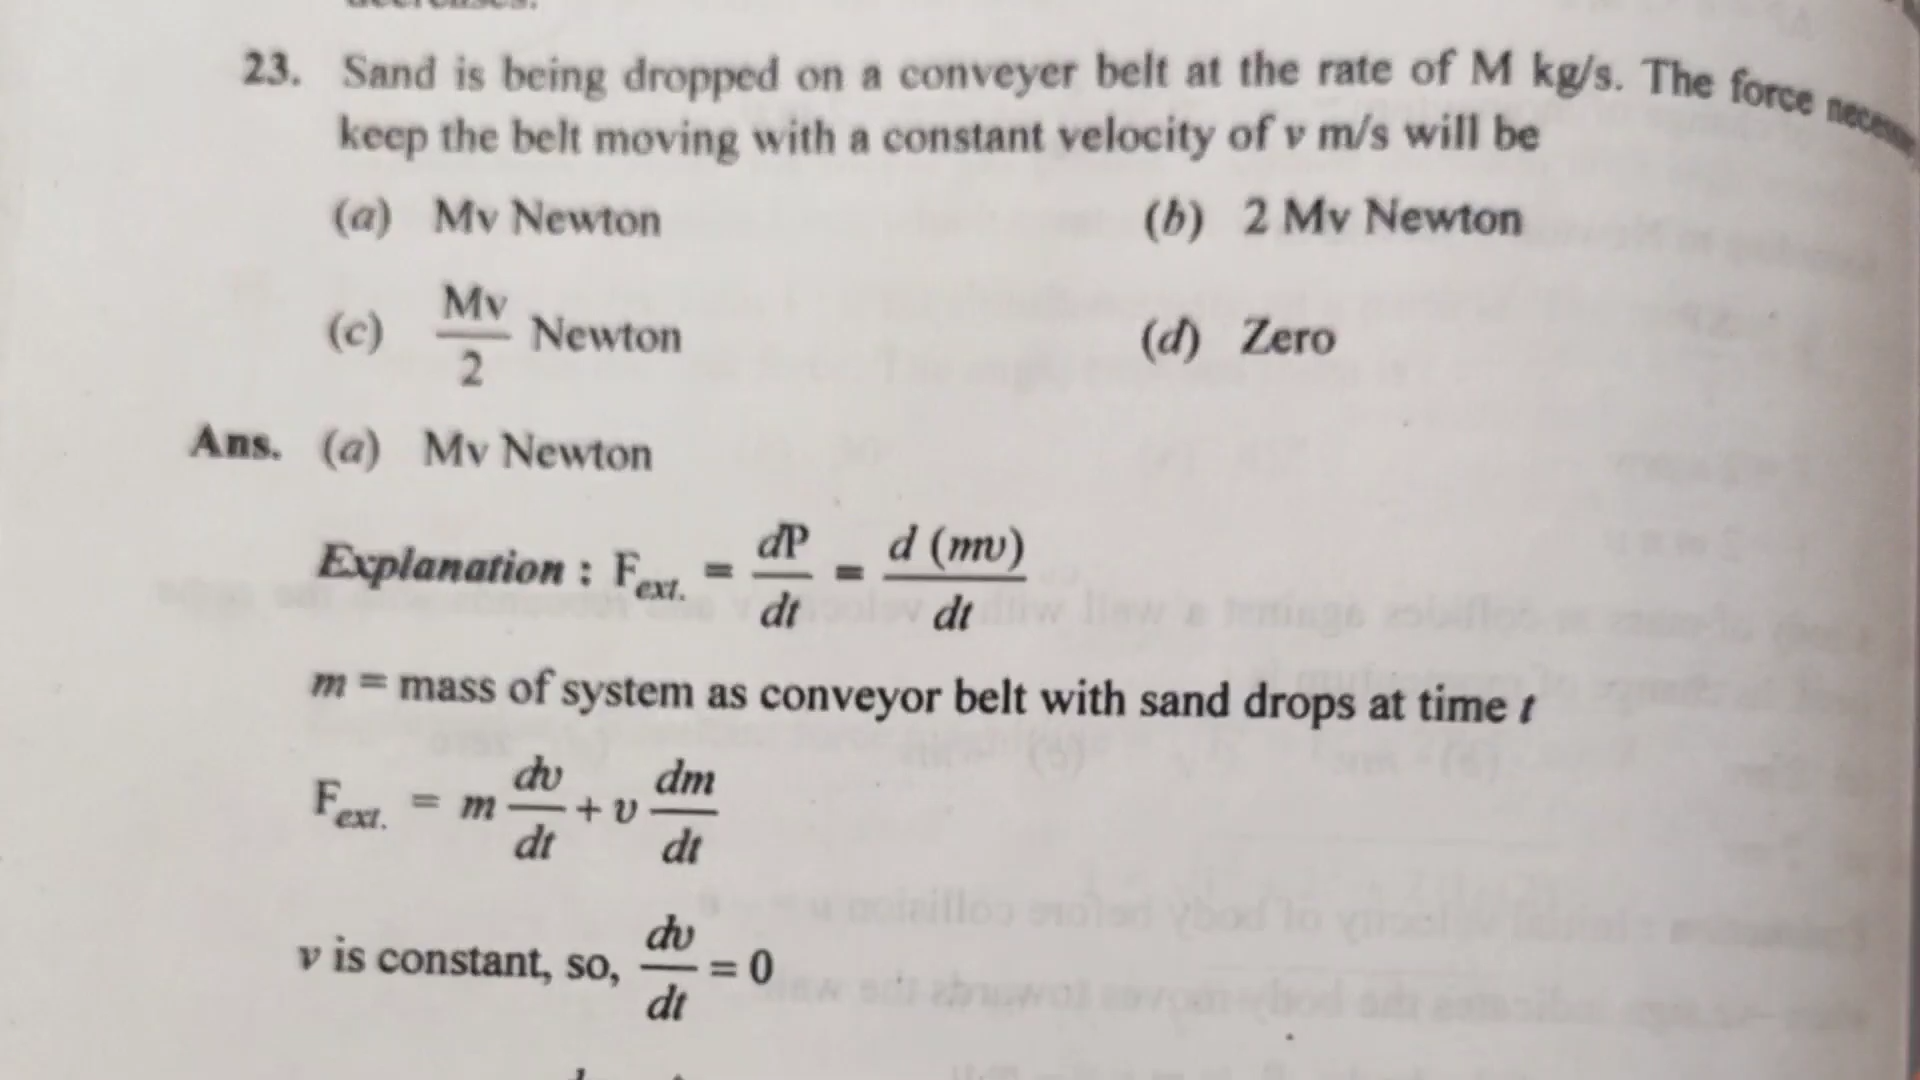 23. Sand is being dropped on a conveyer belt at the rate of M kg/s. The force
keep the belt moving with a constant velocity of v m/s will be
(a) Mv Newton (b) 2 Mv Newton
(c) Mv/2 Newton (d) Zero
Ans. (a) Mv Newton
Explanation : F_ext. = dP/dt = d (mv)/dt
m = mass of system as conveyor belt with sand drops at time t
F_ext. = m dv/dt + v dm/dt
v is constant, so, dv/dt = 0